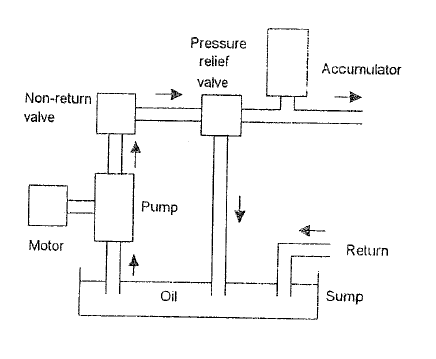 Pressure
relief
valve
Accumulator
Non-return
valve
Pump
Motor
Return
Oil
Sump